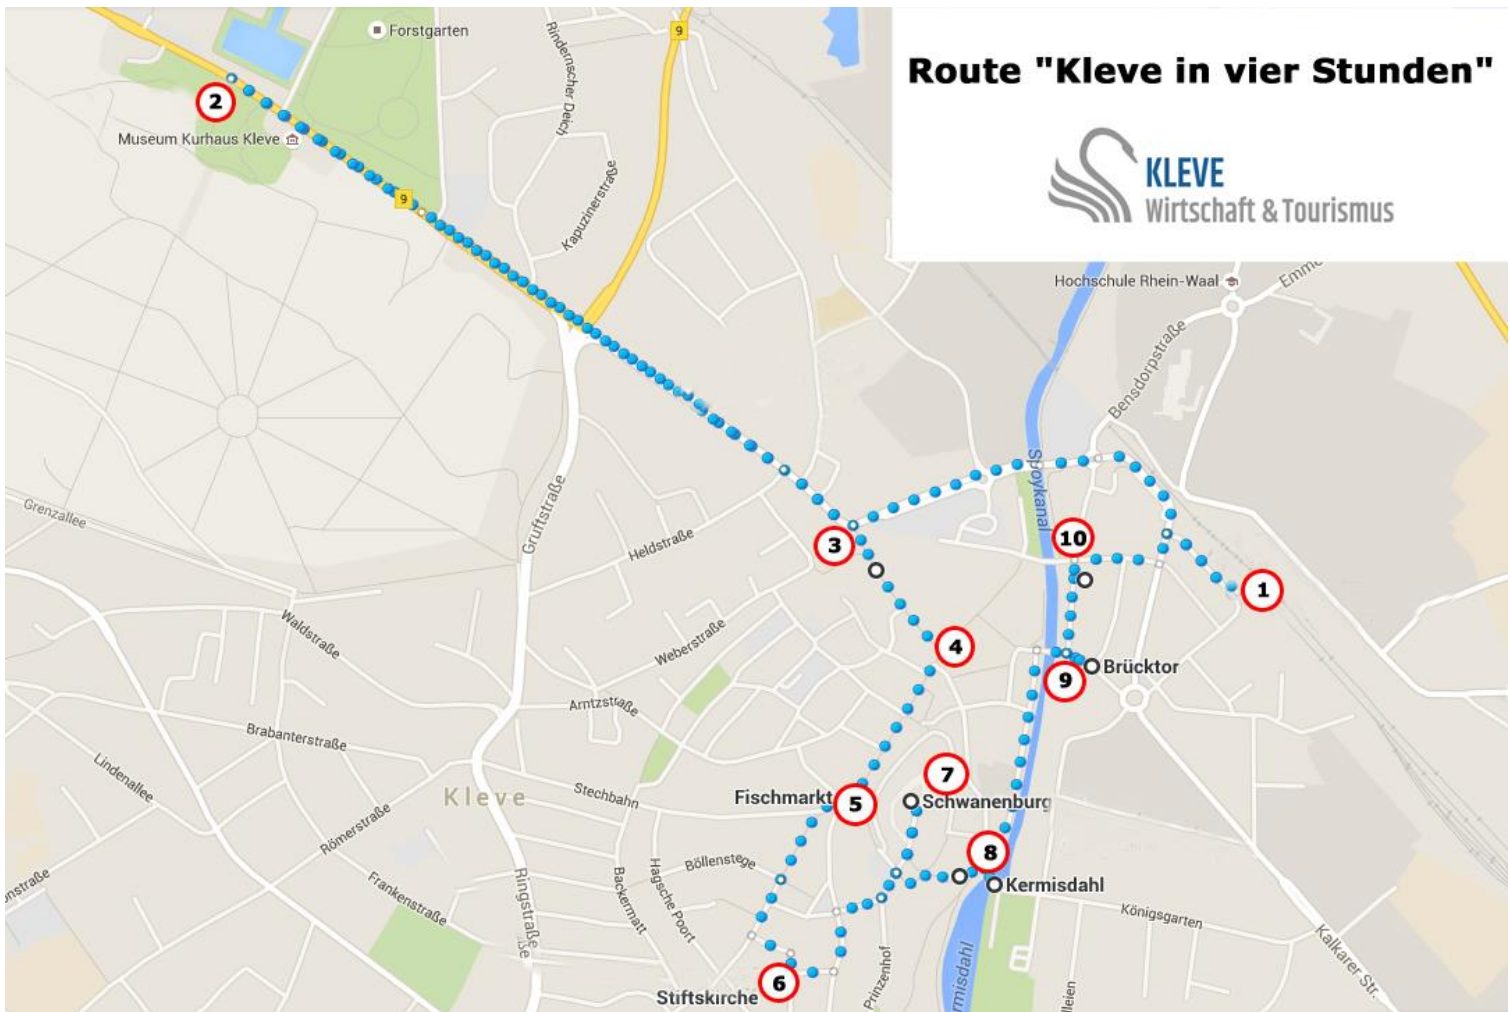 Route "Kleve in vier Stunden"
KLEVE
Wirtschaft & Tourismus
Forstgarten
9
2
Museum Kurhaus Kleve
9
Rindernscher Deich
Kapuzinerstraße
Hochschule Rhein-Waal
Bensdorpstraße
Spoykanal
Grenzallee
Gruftstraße
Heldstraße
3
10
1
4
Waldstraße
Weberstraße
9
Brücktor
Arntzstraße
Brabanterstraße
Lindenallee
Kleve
Stechbahn
Fischmarkt
5
7
Schwanenburg
Römerstraße
8
Kermisdahl
Böllenstege
Hagsche Poort
Backermatt
Frankenstraße
Ringstraße
Königsgarten
Kalkarer Str.
Prinzenhof
6
Stiftskirche